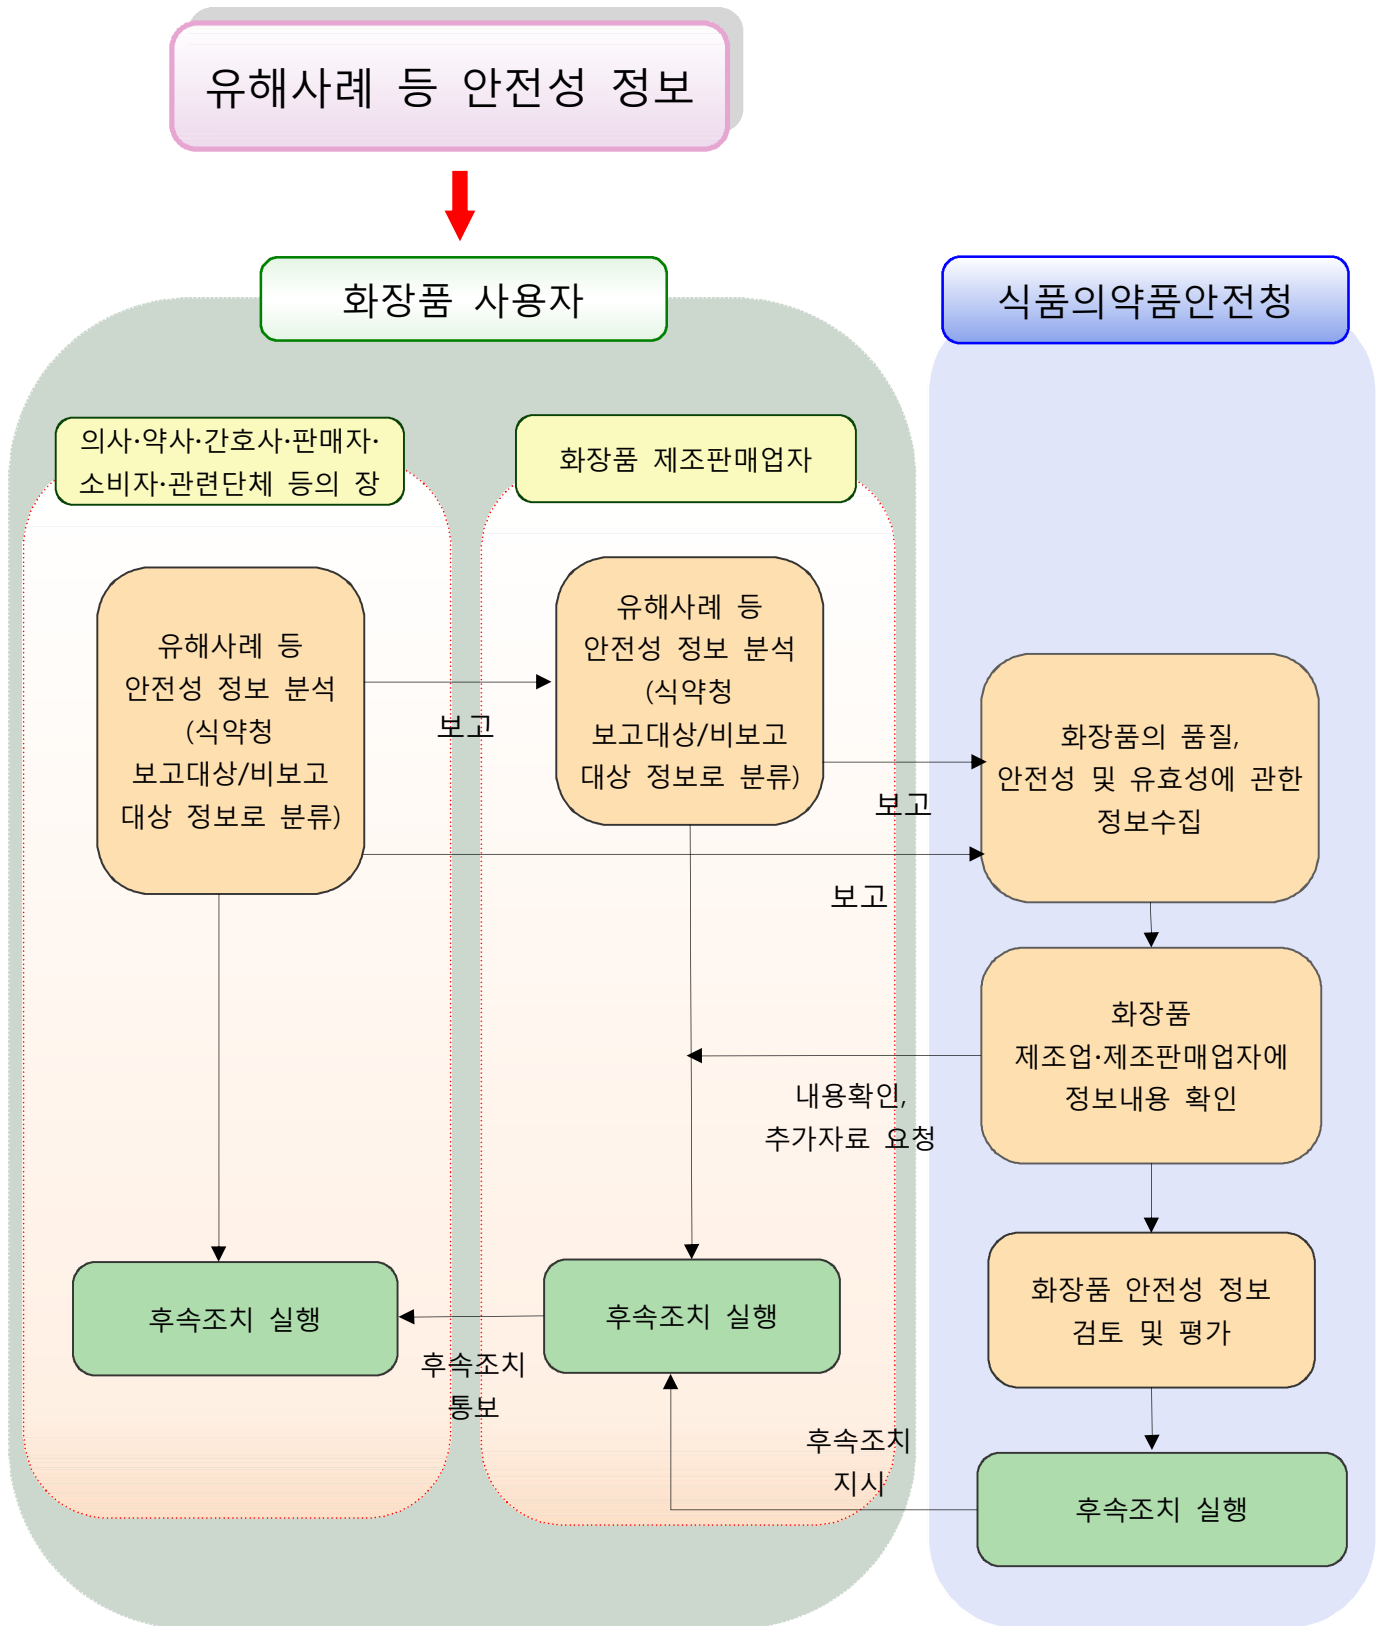 유해사례 등 안전성 정보
화장품 사용자
식품의약품안전청
의사·약사·간호사·판매자·
소비자·관련단체 등의 장
화장품 제조판매업자
유해사례 등
안전성 정보 분석
(식약청
보고대상/비보고
대상 정보로 분류)
보고
유해사례 등
안전성 정보 분석
(식약청
보고대상/비보고
대상 정보로 분류)
보고
보고
화장품의 품질,
안전성 및 유효성에 관한
정보수집
화장품
제조업·제조판매업자에
정보내용 확인
내용확인,
추가자료 요청
화장품 안전성 정보
검토 및 평가
후속조치 실행
후속조치 실행
후속조치
통보
후속조치
지시
후속조치 실행